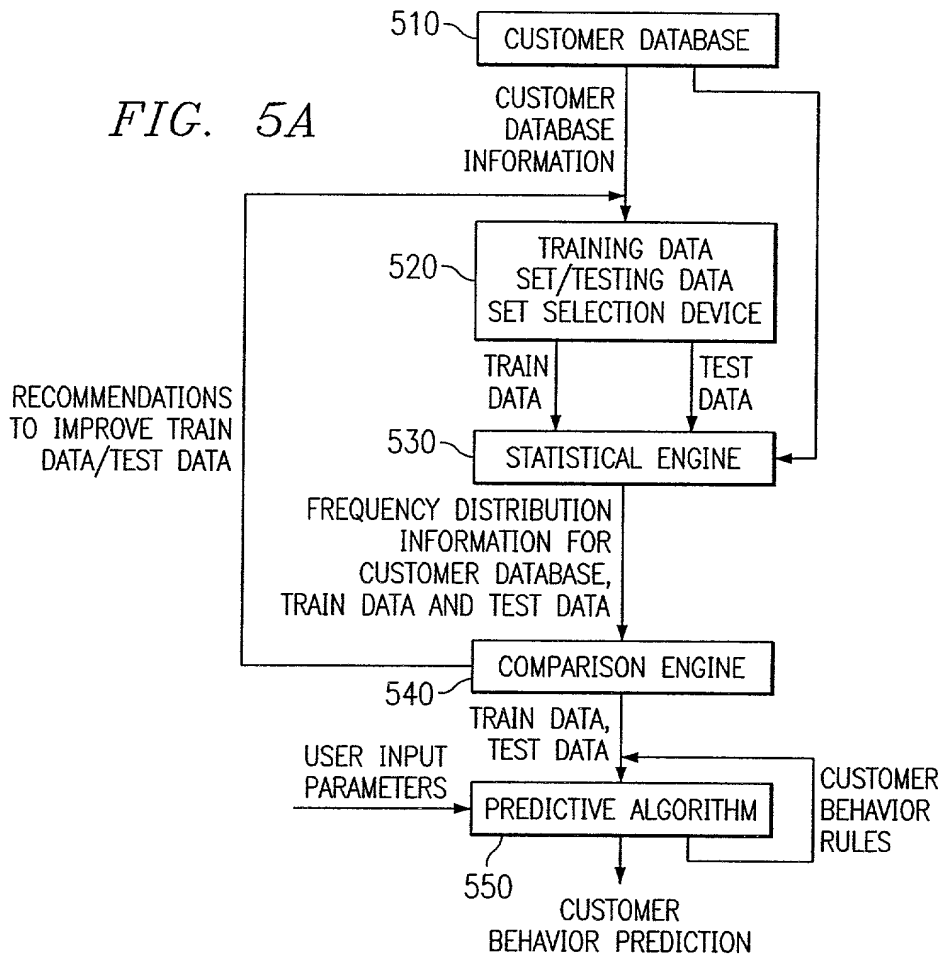 510
CUSTOMER DATABASE
FIG. 5A
CUSTOMER
DATABASE
INFORMATION
520
TRAINING DATA
SET/TESTING DATA
SET SELECTION DEVICE
TRAIN
DATA
TEST
DATA
RECOMMENDATIONS
TO IMPROVE TRAIN
DATA/TEST DATA
530
STATISTICAL ENGINE
FREQUENCY DISTRIBUTION
INFORMATION FOR
CUSTOMER DATABASE,
TRAIN DATA AND TEST DATA
COMPARISON ENGINE
540
TRAIN DATA,
TEST DATA
USER INPUT
PARAMETERS
CUSTOMER
BEHAVIOR
RULES
PREDICTIVE ALGORITHM
550
CUSTOMER
BEHAVIOR PREDICTION